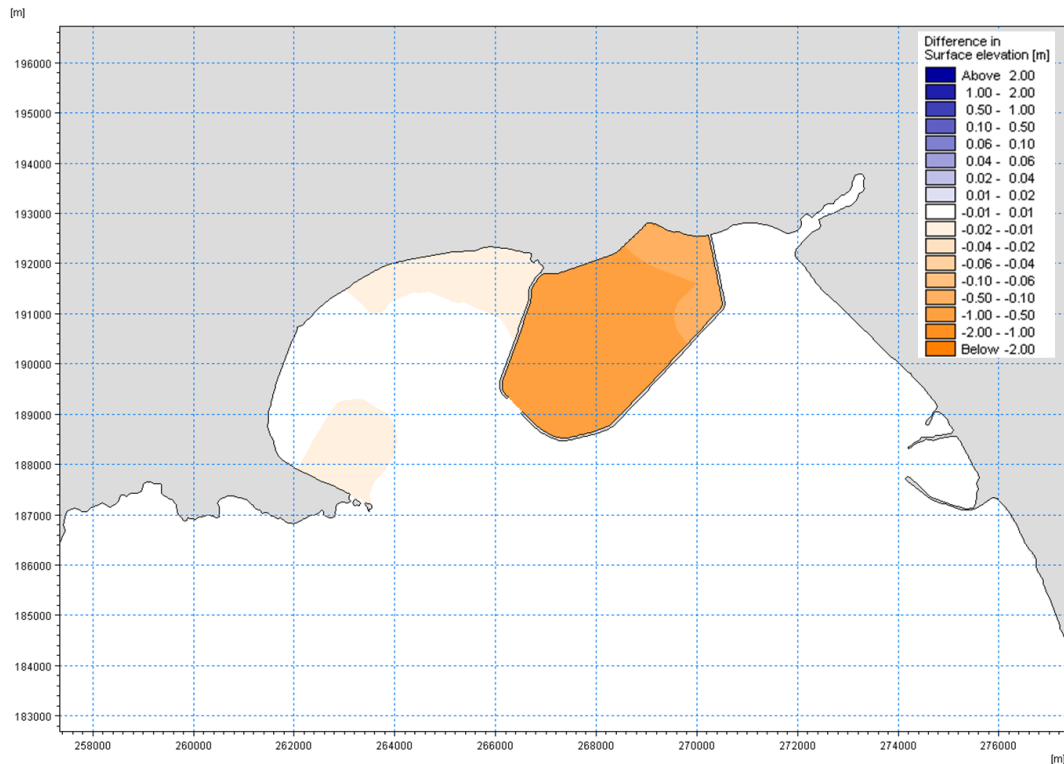 [m]
Difference in
Surface elevation [m]
Above 2.00
1.00 - 2.00
0.50 - 1.00
0.10 - 0.50
0.06 - 0.10
0.04 - 0.06
0.02 - 0.04
0.01 - 0.02
-0.01 - 0.01
-0.02 - -0.01
-0.04 - -0.02
-0.06 - -0.04
-0.10 - -0.06
-0.50 - -0.10
-1.00 - -0.50
-2.00 - -1.00
Below -2.00
196000
195000
194000
193000
192000
191000
190000
189000
188000
187000
186000
185000
184000
183000
258000 260000 262000 264000 266000 268000 270000 272000 274000 276000
[m]